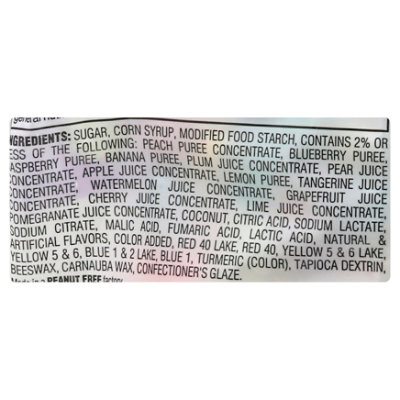 general nut
INGREDIENTS: SUGAR, CORN SYRUP, MODIFIED FOOD STARCH, CONTAINS 2% OR
ESS OF THE FOLLOWING: PEACH PUREE CONCENTRATE, BLUEBERRY PUREE,
ASPBERRY PUREE, BANANA PUREE, PLUM JUICE CONCENTRATE, PEAR JUICE
CONCENTRATE, APPLE JUICE CONCENTRATE, LEMON PUREE, TANGERINE JUICE
CONCENTRATE, WATERMELON JUICE CONCENTRATE, GRAPEFRUIT JUICE
CONCENTRATE, CHERRY JUICE CONCENTRATE, LIME JUICE CONCENTRATE,
POMEGRANATE JUICE CONCENTRATE, COCONUT, CITRIC ACID, SODIUM LACTATE,
SODIUM CITRATE, MALIC ACID, FUMARIC ACID, LACTIC ACID, NATURAL &
ARTIFICIAL FLAVORS, COLOR ADDED, RED 40 LAKE, RED 40, YELLOW 5 & 6 LAKE,
YELLOW 5 & 6, BLUE 1 & 2 LAKE, BLUE 1, TURMERIC (COLOR), TAPIOCA DEXTRIN,
BEESWAX, CARNAUBA WAX, CONFECTIONER'S GLAZE.
Made in a PEANUT FREE factory